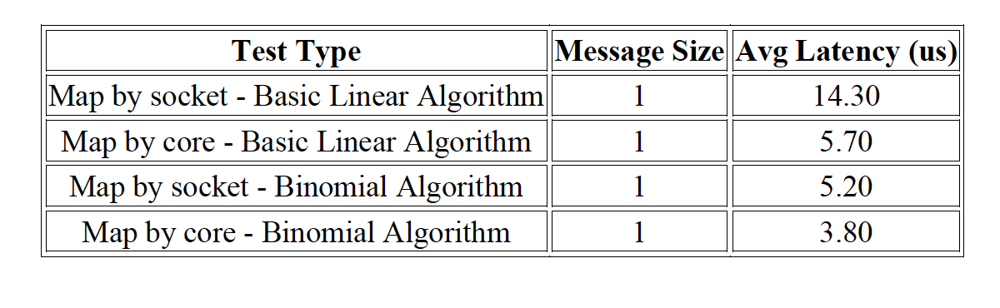 Test Type Message Size Avg Latency (us)
Map by socket - Basic Linear Algorithm 1 14.30
Map by core - Basic Linear Algorithm 1 5.70
Map by socket - Binomial Algorithm 1 5.20
Map by core - Binomial Algorithm 1 3.80